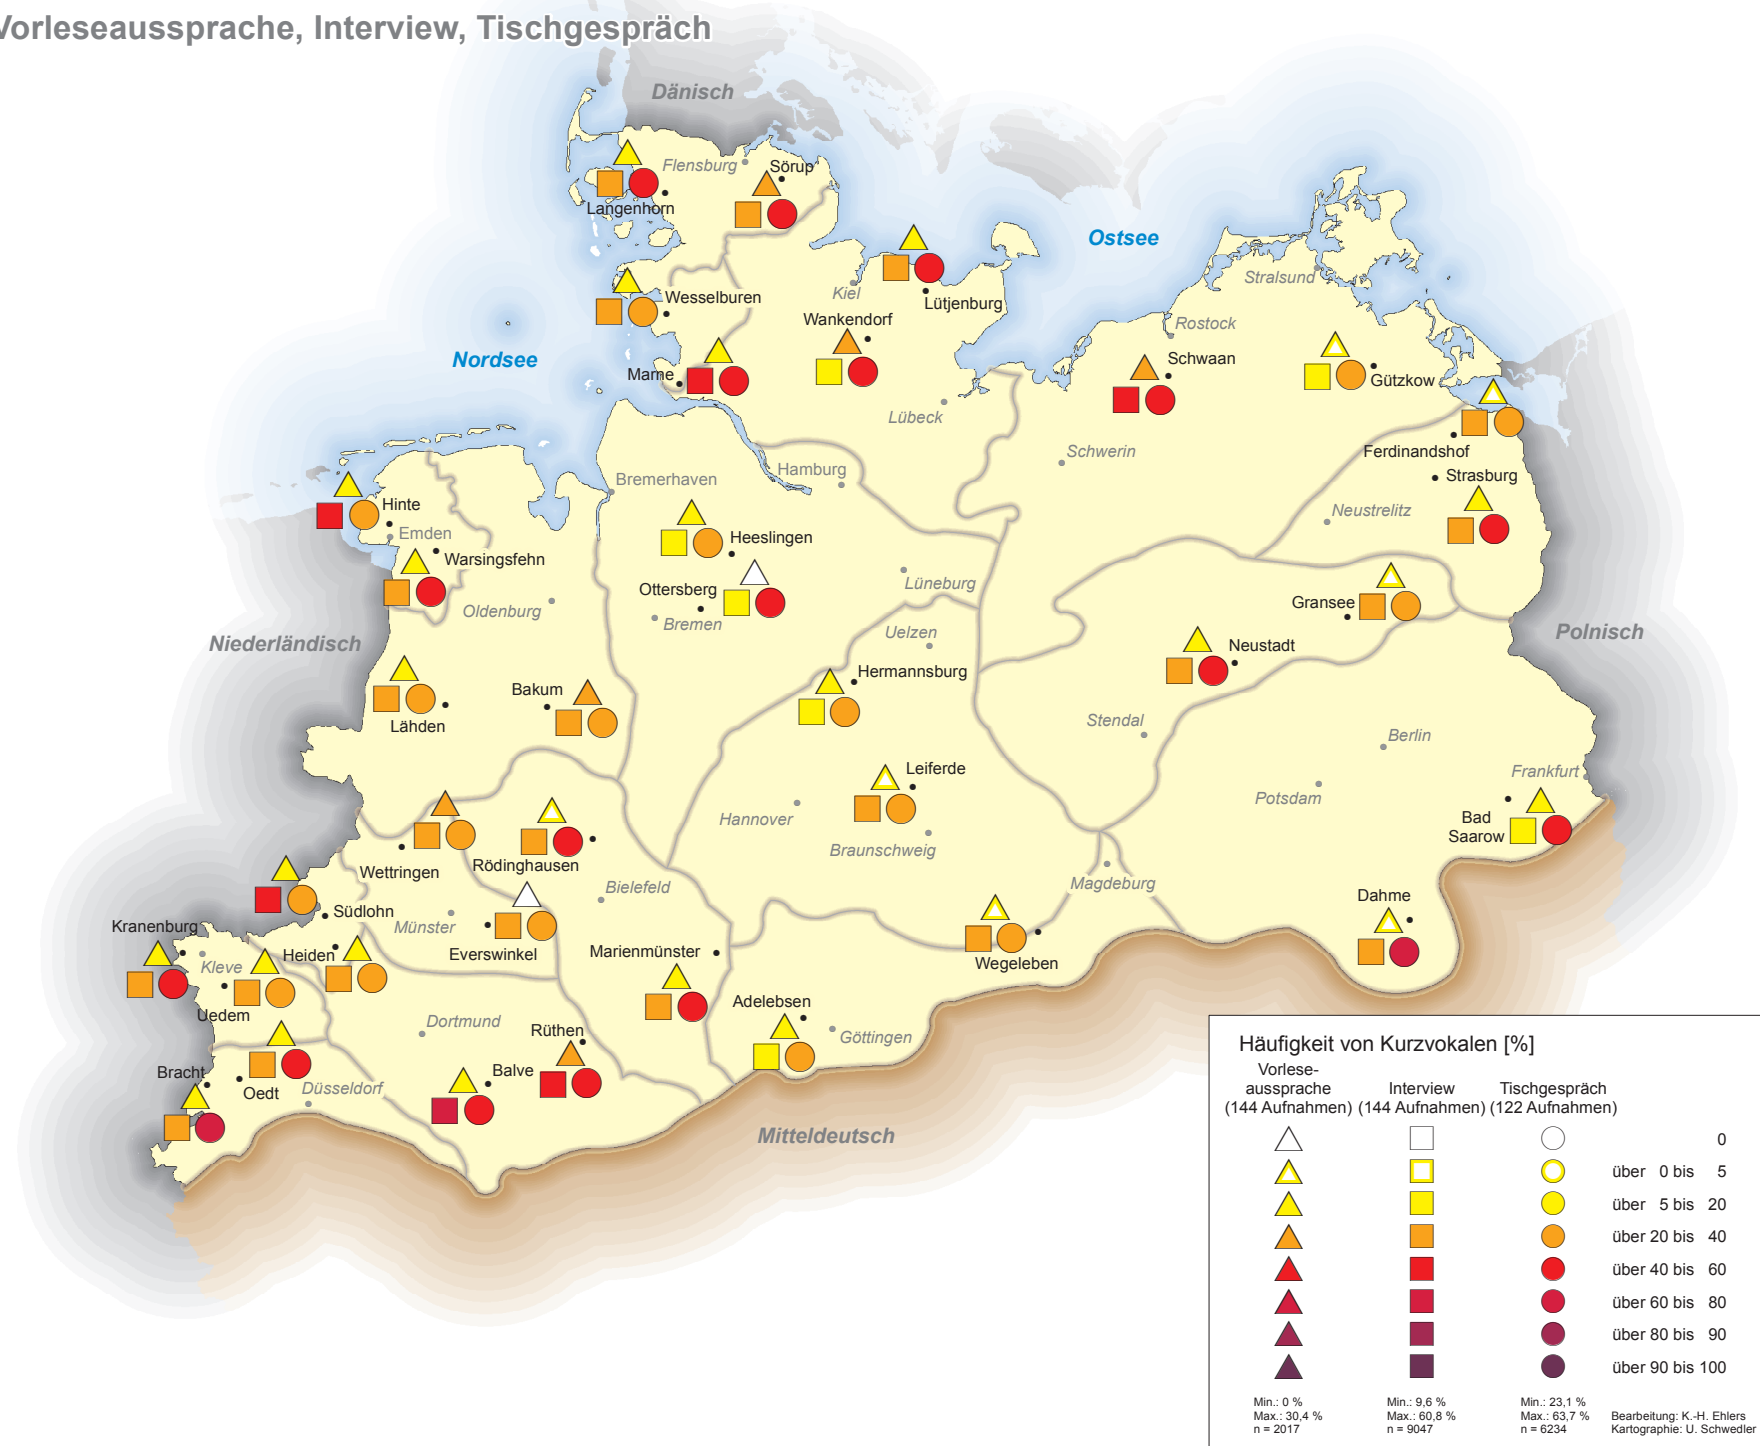 Vorleseaussprache, Interview, Tischgespräch
Dänisch
Flensburg
Sörup
Langenhorn
Ostsee
Stralsund
Kiel
Wesselburen
Lütjenburg
Wankendorf
Rostock
Nordsee
Schwaan
Marne
Gützkow
Lübeck
Schwerin
Ferdinandshof
Hamburg
Strasburg
Bremerhaven
Hinte
Neustrelitz
Emden
Heeslingen
Warsingsfehn
Lüneburg
Ottersberg
Gransee
Oldenburg
Bremen
Uelzen
Polnisch
Niederländisch
Neustadt
Hermannsburg
Bakum
Lähden
Stendal
Berlin
Leiferde
Frankfurt
Potsdam
Hannover
Bad
Saarow
Braunschweig
Rödinghausen
Wettringen
Bielefeld
Magdeburg
Dahme
Südlohn
Kranenburg
Münster
Everswinkel
Marienmünster
Heiden
Wegeleben
Kleve
Adelebsen
Uedem
Dortmund
Rüthen
Göttingen
Bracht
Balve
Oedt
Düsseldorf
Mitteldeutsch
Häufigkeit von Kurzvokalen [%]
Vorlese-
aussprache Interview Tischgespräch
(144 Aufnahmen) (144 Aufnahmen) (122 Aufnahmen)
0
über 0 bis 5
über 5 bis 20
über 20 bis 40
über 40 bis 60
über 60 bis 80
über 80 bis 90
über 90 bis 100
Min.: 0 % Min.: 9,6 % Min.: 23,1 %
Max.: 30,4 % Max.: 60,8 % Max.: 63,7 % Bearbeitung: K.-H. Ehlers
n = 2017 n = 9047 n = 6234 Kartographie: U. Schwedler